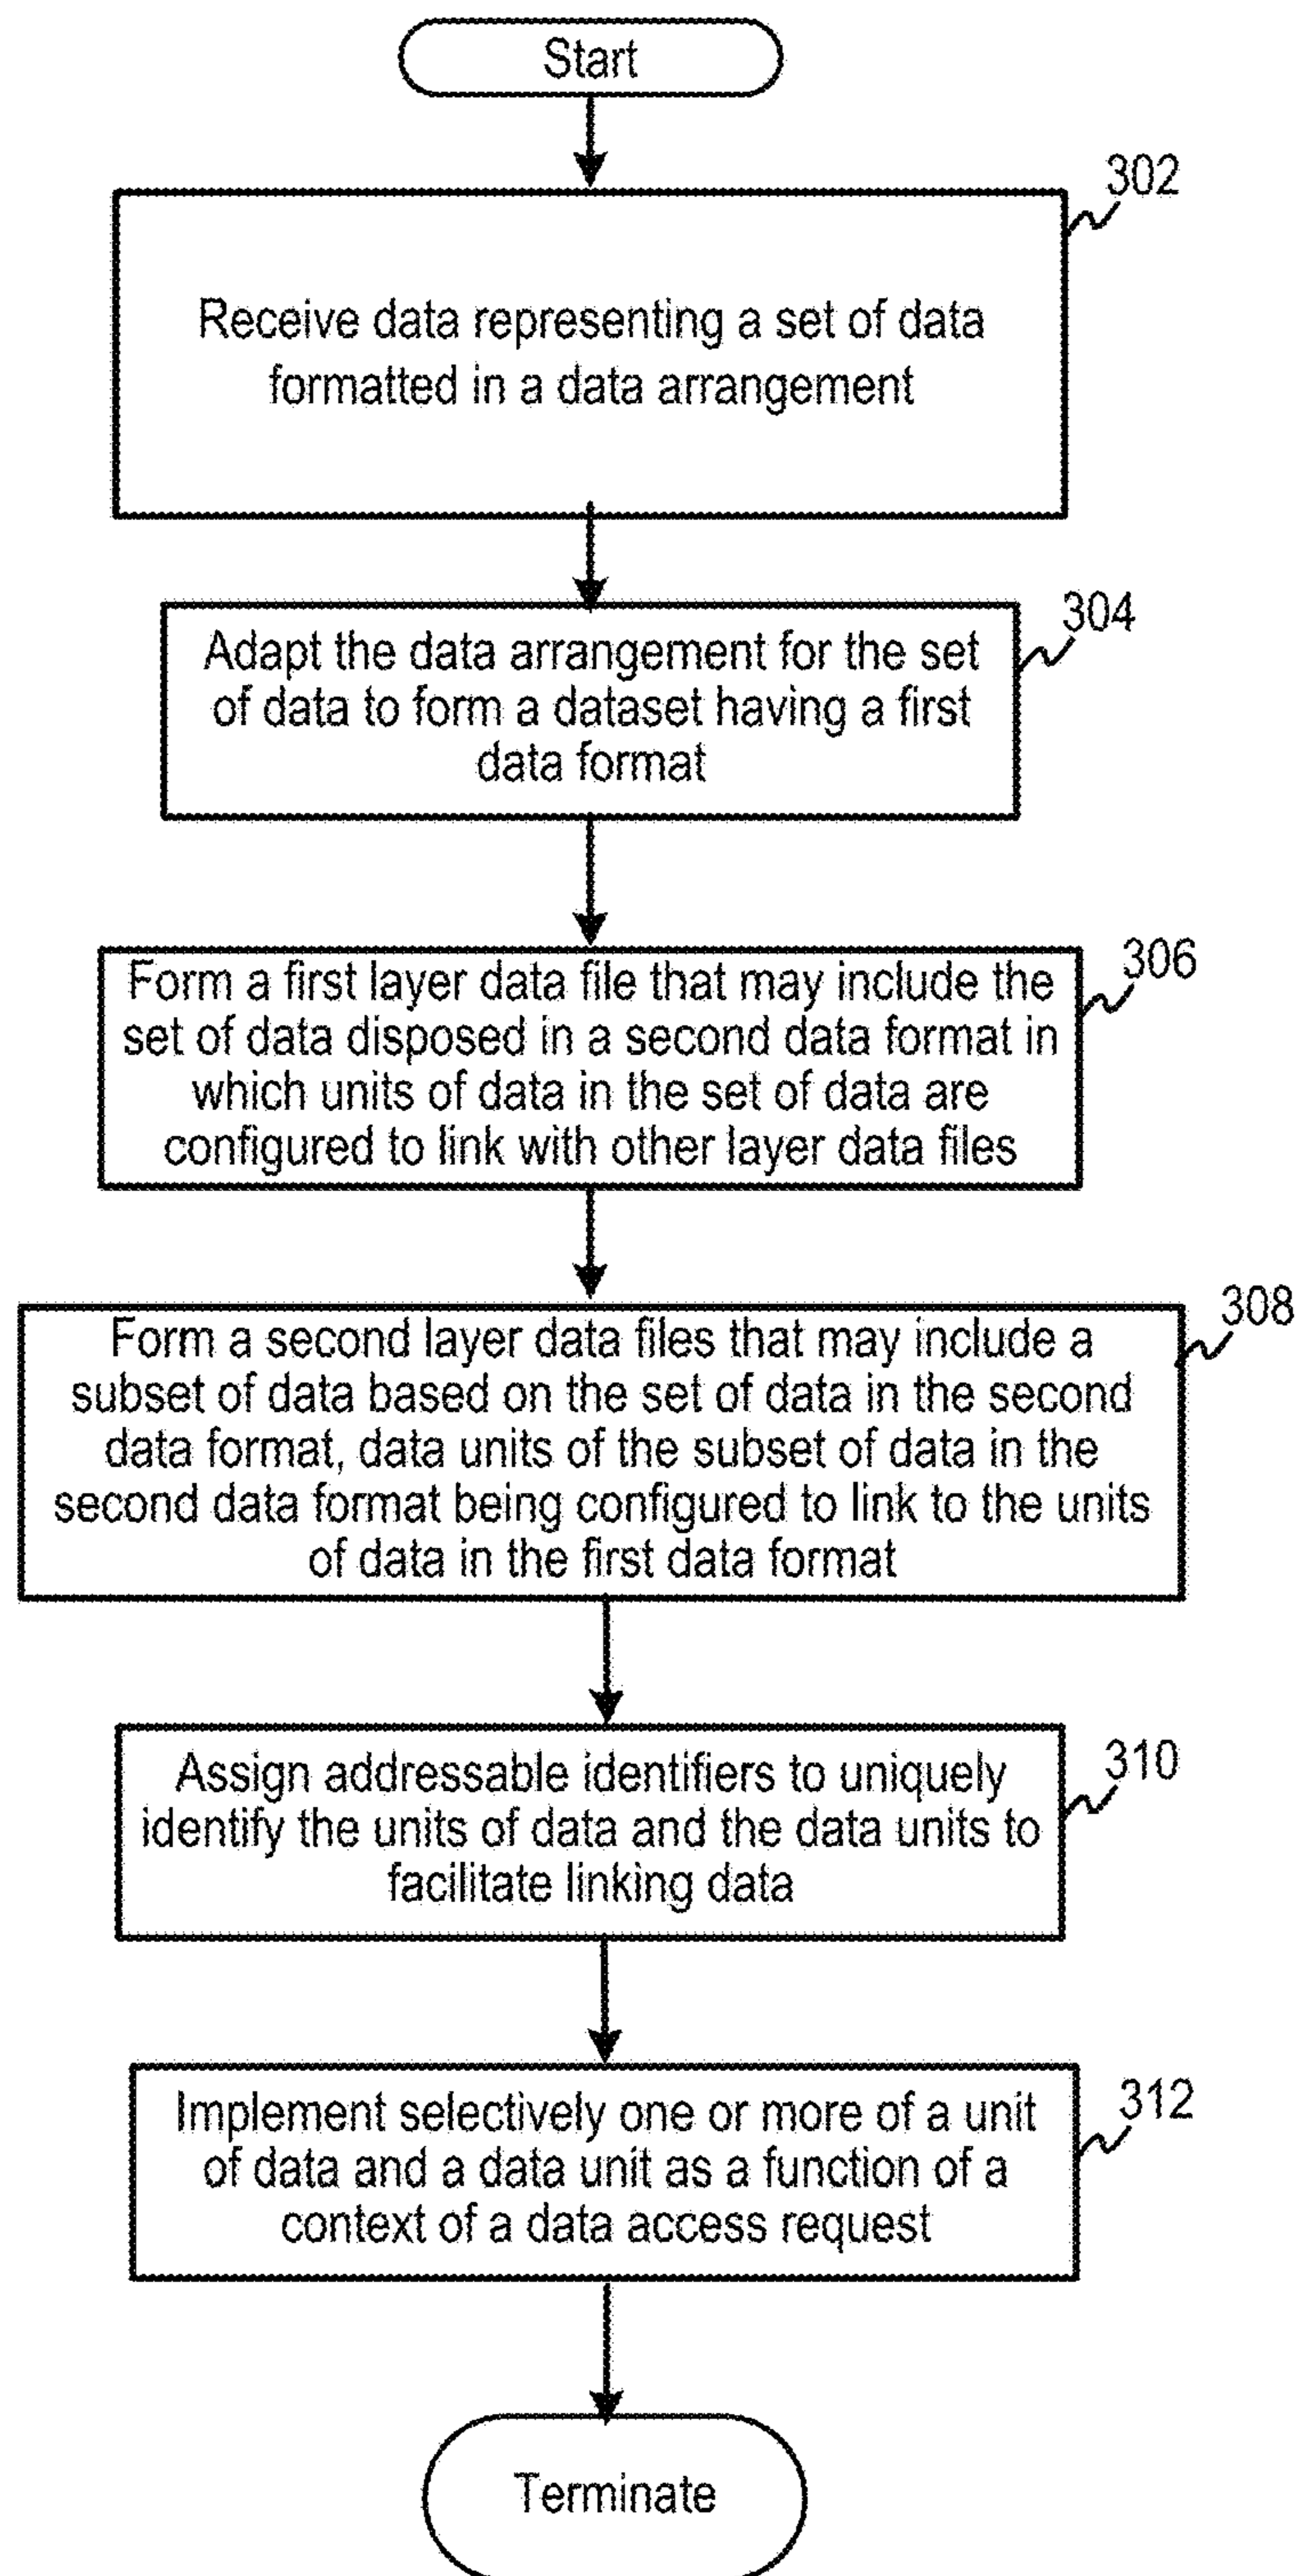 Start
302
Receive data representing a set of data
formatted in a data arrangement
304
Adapt the data arrangement for the set
of data to form a dataset having a first
data format
306
Form a first layer data file that may include the
set of data disposed in a second data format in
which units of data in the set of data are
configured to link with other layer data files
308
Form a second layer data files that may include a
subset of data based on the set of data in the second
data format, data units of the subset of data in the
second data format being configured to link to the units
of data in the first data format
310
Assign addressable identifiers to uniquely
identify the units of data and the data units to
facilitate linking data
312
Implement selectively one or more of a unit
of data and a data unit as a function of a
context of a data access request
Terminate